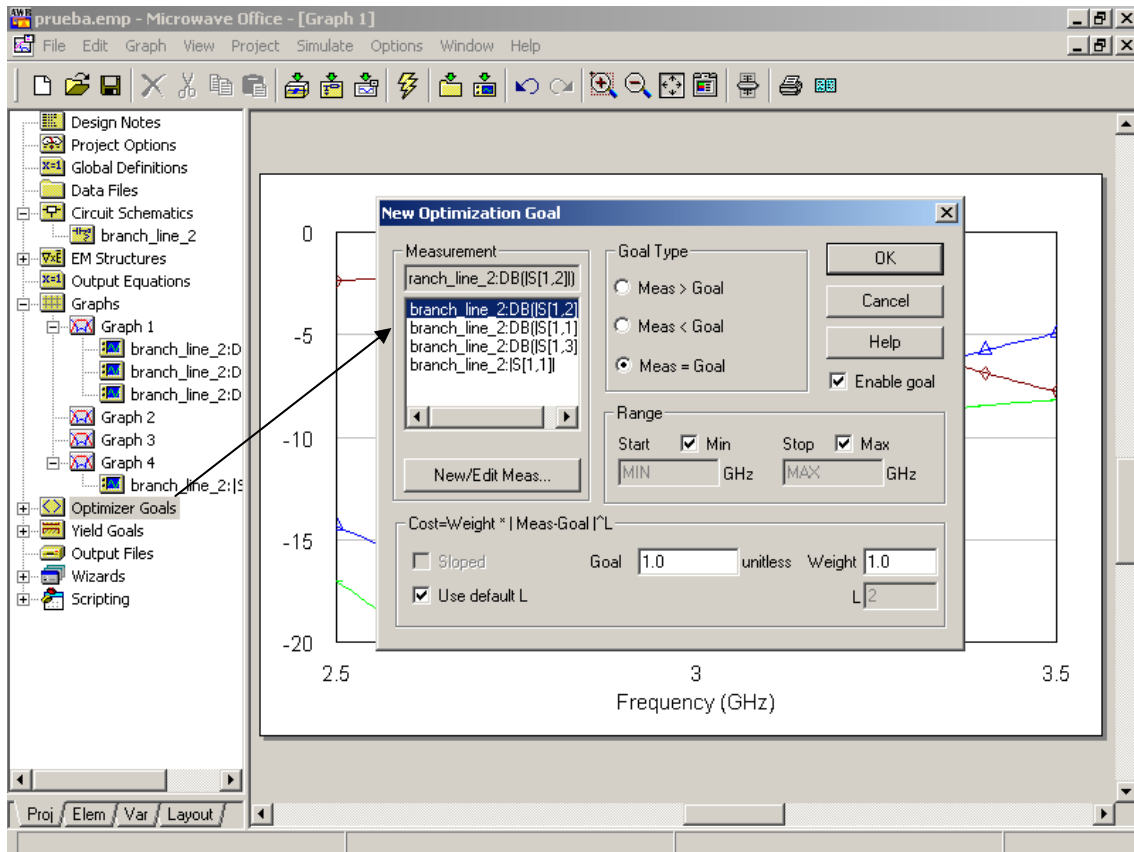 prueba.emp - Microwave Office - [Graph 1]
File Edit Graph View Project Simulate Options Window Help
Design Notes
Project Options
Global Definitions
Data Files
Circuit Schematics
branch_line_2
EM Structures
Output Equations
Graphs
Graph 1
branch_line_2:D
branch_line_2:D
branch_line_2:D
Graph 2
Graph 3
Graph 4
branch_line_2:|S
Optimizer Goals
Yield Goals
Output Files
Wizards
Scripting
Proj Elem Var Layout
0
-5
-10
-15
-20
2.5 3 3.5
Frequency (GHz)
New Optimization Goal
Measurement
ranch_line_2:DB(|S[1,2]|)
branch_line_2:DB(|S[1,2]
branch_line_2:DB(|S[1,1]
branch_line_2:DB(|S[1,3]
branch_line_2:|S[1,1]|
New/Edit Meas...
Goal Type
Meas > Goal
Meas < Goal
Meas = Goal
OK
Cancel
Help
Enable goal
Range
Start Min Stop Max
MIN GHz MAX GHz
Cost=Weight * | Meas-Goal |^L
Sloped Goal 1.0 unitless Weight 1.0
Use default L L 2